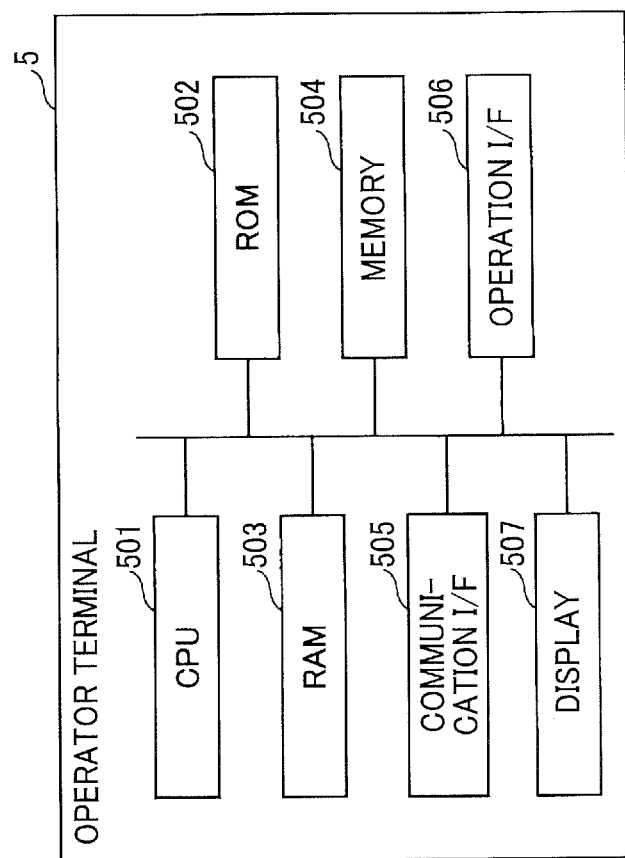 5
OPERATOR TERMINAL
501
CPU
502
ROM
503
RAM
504
MEMORY
505
COMMUNI-
CATION I/F
506
OPERATION I/F
507
DISPLAY